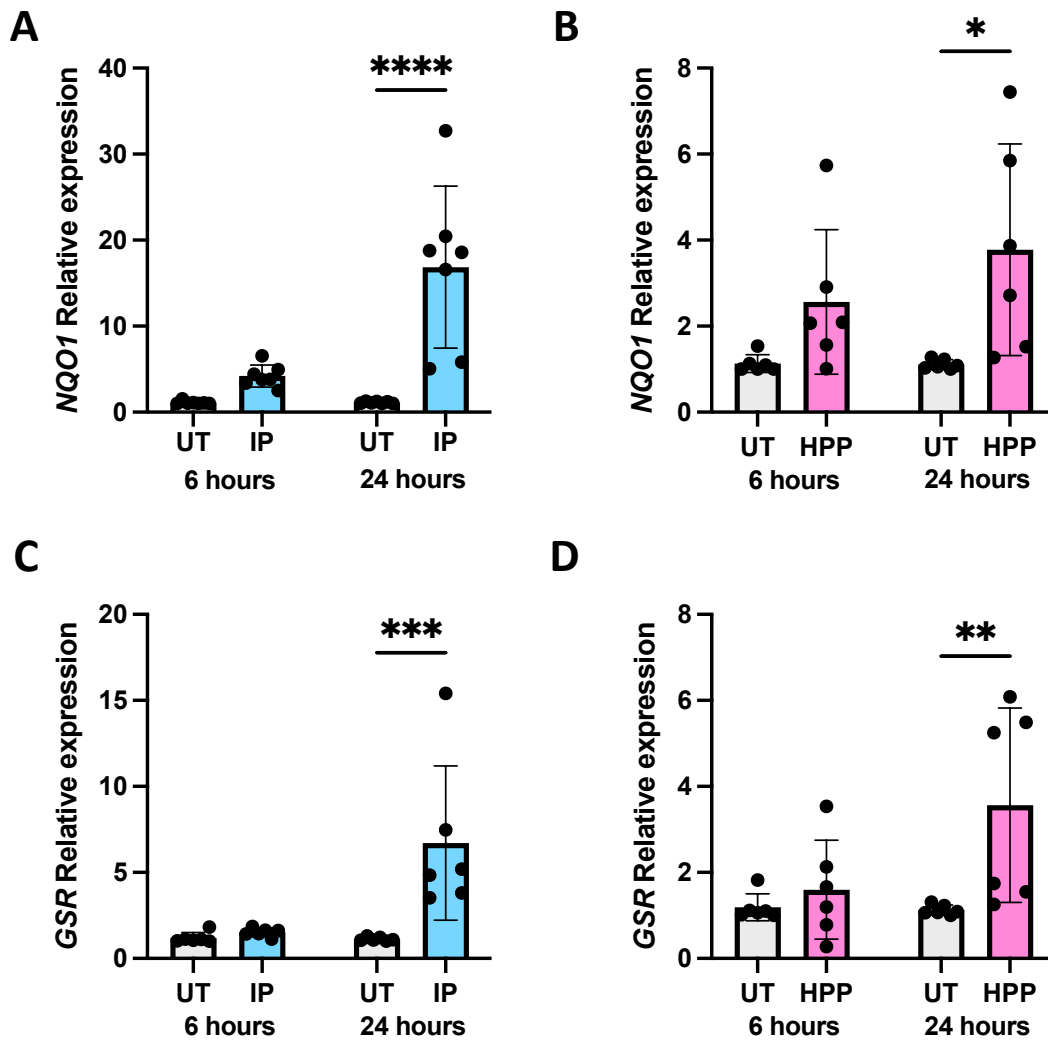 A
NQO1 Relative expression
40
30
20
10
0
****
UT IP UT IP
6 hours 24 hours
B
NQO1 Relative expression
8
6
4
2
0
*
UT HPP UT HPP
6 hours 24 hours
C
GSR Relative expression
20
15
10
5
0
***
UT IP UT IP
6 hours 24 hours
D
GSR Relative expression
8
6
4
2
0
**
UT HPP UT HPP
6 hours 24 hours